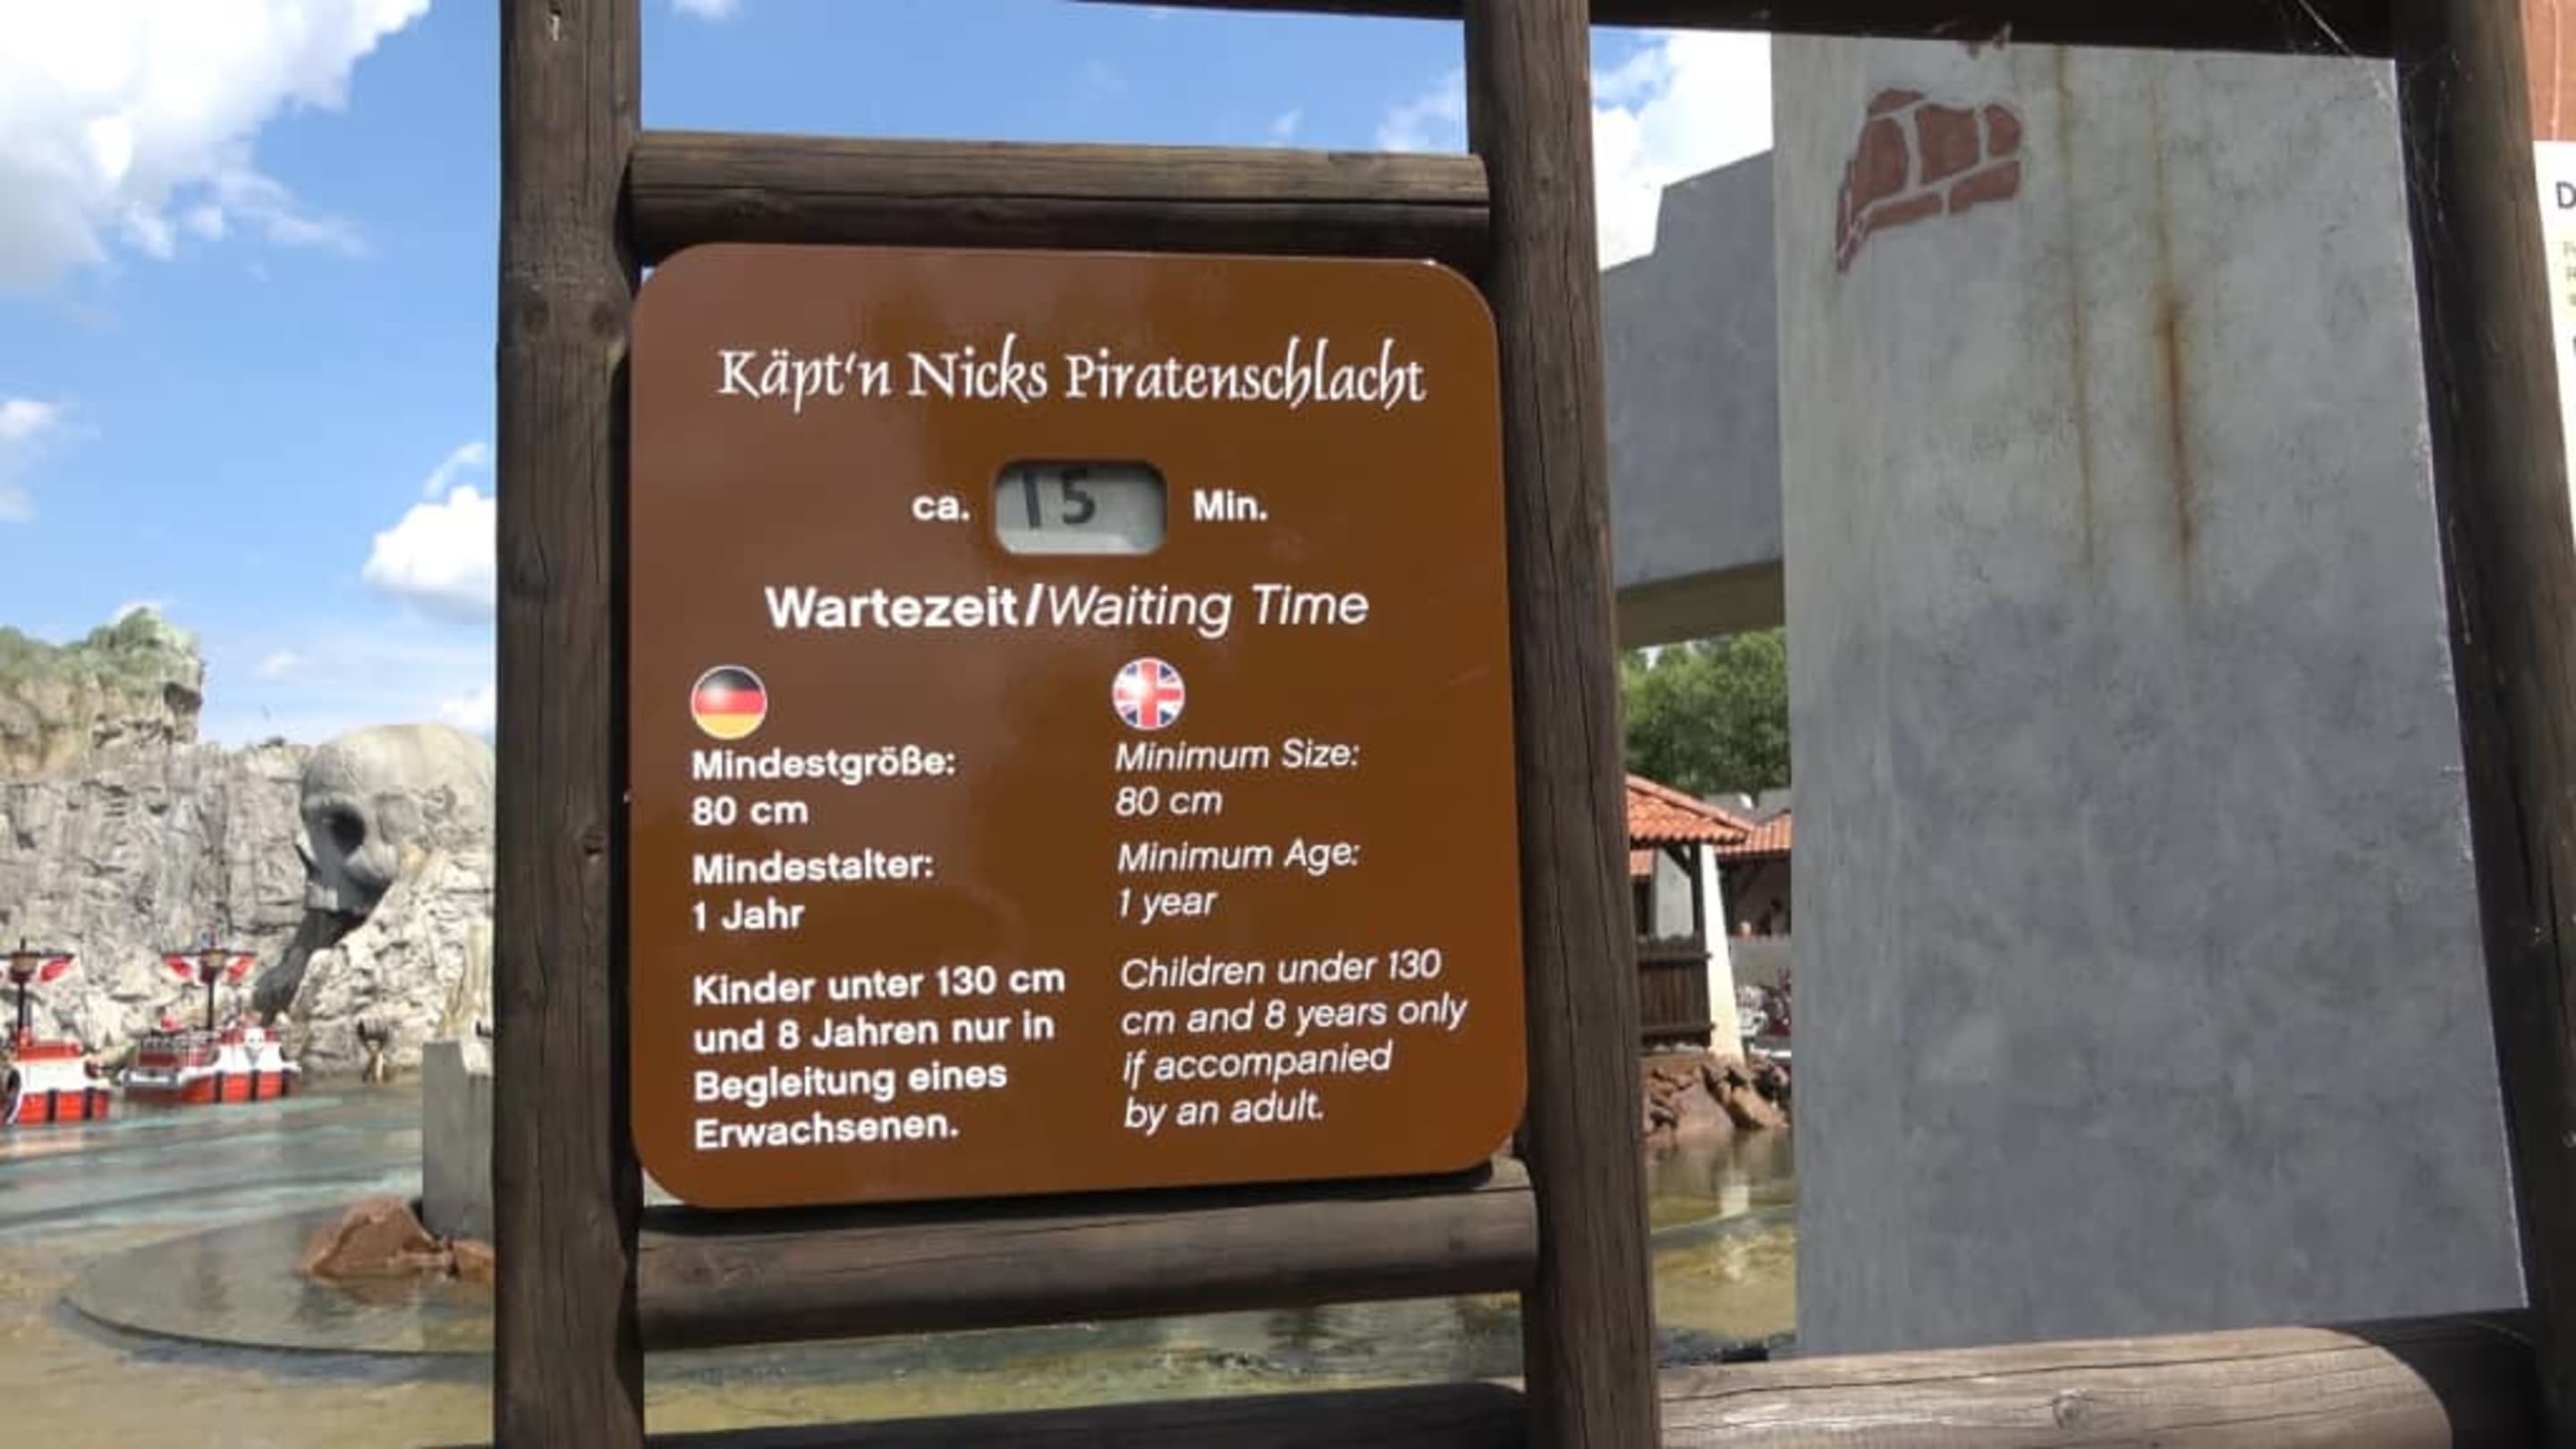 Käpt'n Nicks Piratenschlacht
ca. 15 Min.
Wartezeit/Waiting Time
Mindestgröße:
80 cm
Mindestalter:
1 Jahr
Kinder unter 130 cm
und 8 Jahren nur in
Begleitung eines
Erwachsenen.
Minimum Size:
80 cm
Minimum Age:
1 year
Children under 130
cm and 8 years only
if accompanied
by an adult.